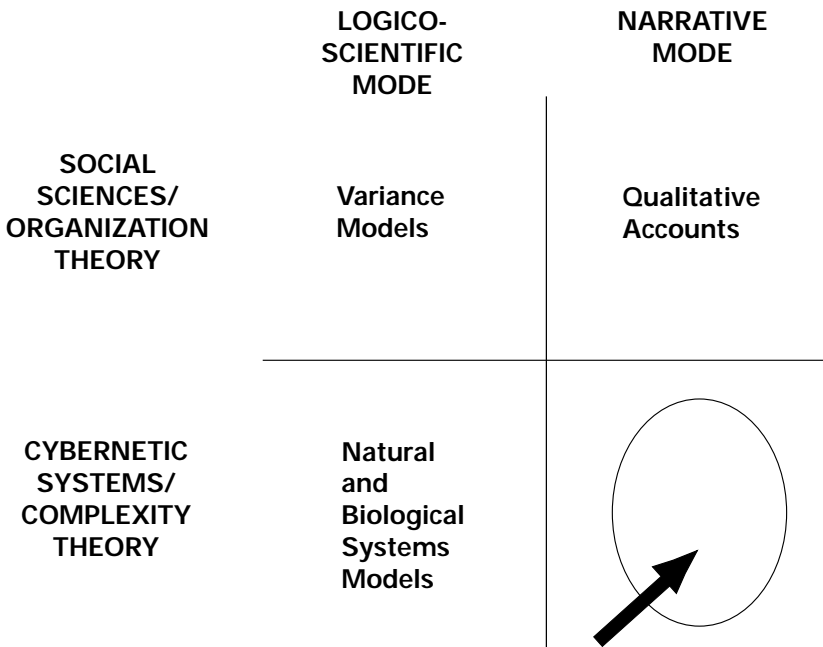 LOGICO-
SCIENTIFIC
MODE
NARRATIVE
MODE
SOCIAL
SCIENCES/
ORGANIZATION
THEORY
Variance
Models
Qualitative
Accounts
CYBERNETIC
SYSTEMS/
COMPLEXITY
THEORY
Natural
and
Biological
Systems
Models